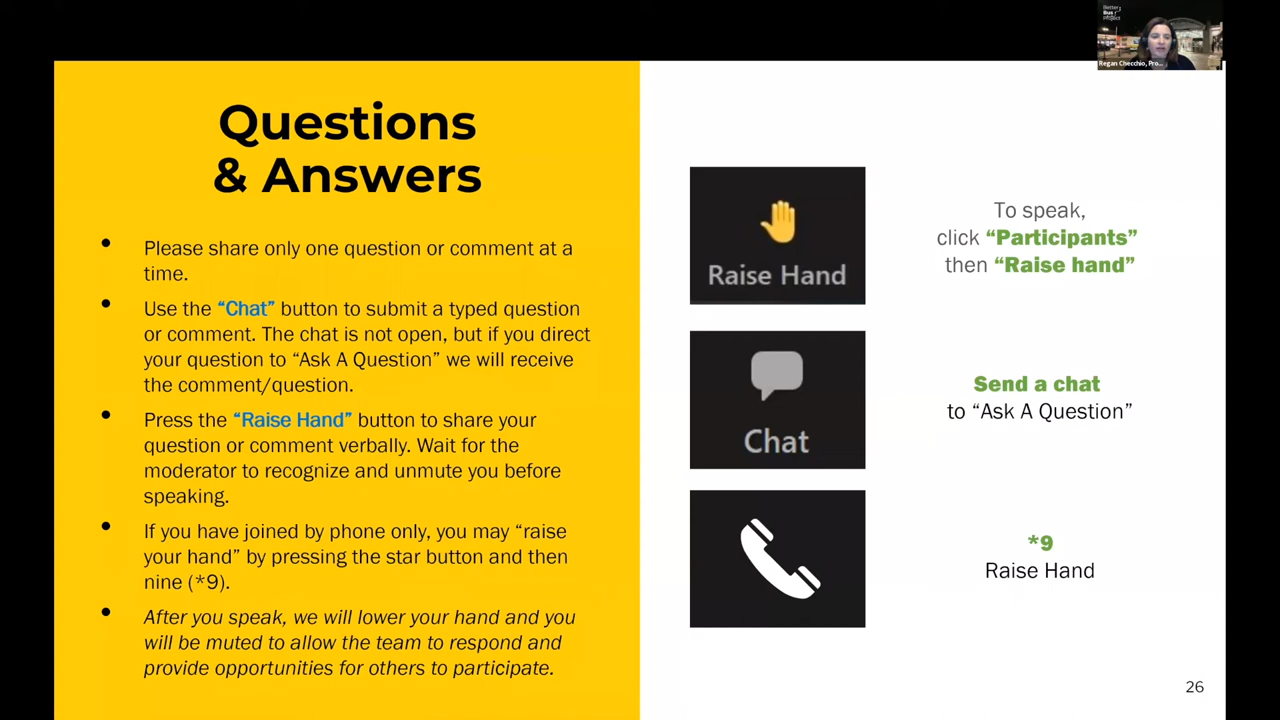 Better
Bus
Project
Regan Checchio, Pro...
Questions
& Answers
• Please share only one question or comment at a
time.
• Use the “Chat” button to submit a typed question
or comment. The chat is not open, but if you direct
your question to “Ask A Question” we will receive
the comment/question.
• Press the “Raise Hand” button to share your
question or comment verbally. Wait for the
moderator to recognize and unmute you before
speaking.
• If you have joined by phone only, you may “raise
your hand” by pressing the star button and then
nine (*9).
• After you speak, we will lower your hand and you
will be muted to allow the team to respond and
provide opportunities for others to participate.
Raise Hand
To speak,
click “Participants”
then “Raise hand”
Chat
Send a chat
to “Ask A Question”
*9
Raise Hand
26